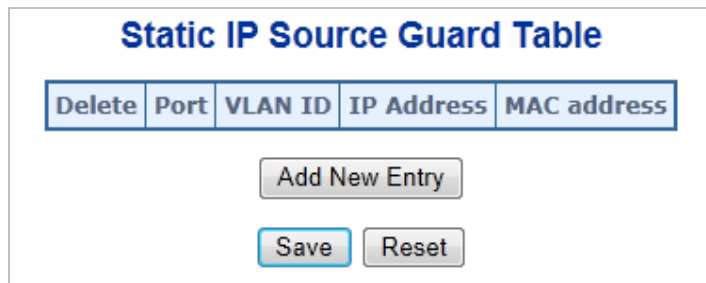 Static IP Source Guard Table
Delete Port VLAN ID IP Address MAC address
Add New Entry
Save Reset